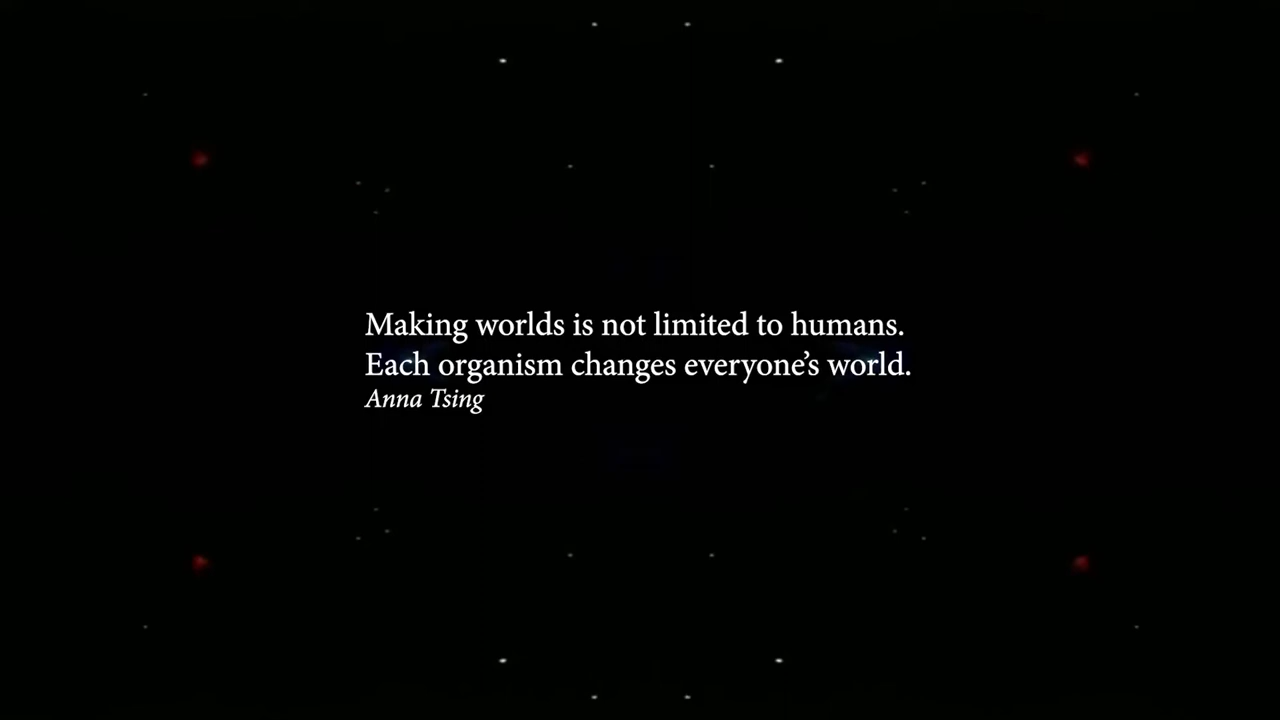 Making worlds is not limited to humans.
Each organism changes everyone’s world.
Anna Tsing